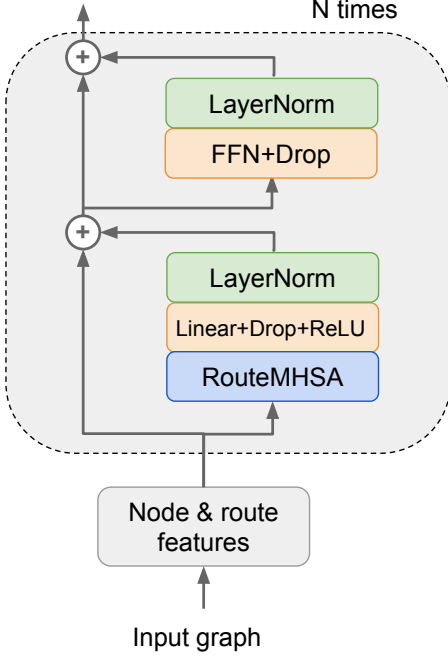 N times
+
LayerNorm
FFN+Drop
+
LayerNorm
Linear+Drop+ReLU
RouteMHSA
Node & route
features
Input graph